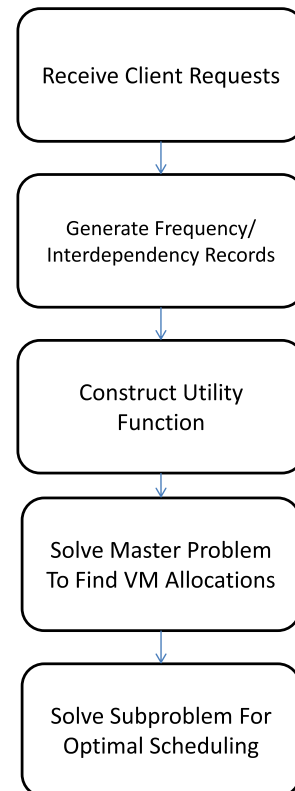 Receive Client Requests
Generate Frequency/
Interdependency Records
Construct Utility
Function
Solve Master Problem
To Find VM Allocations
Solve Subproblem For
Optimal Scheduling